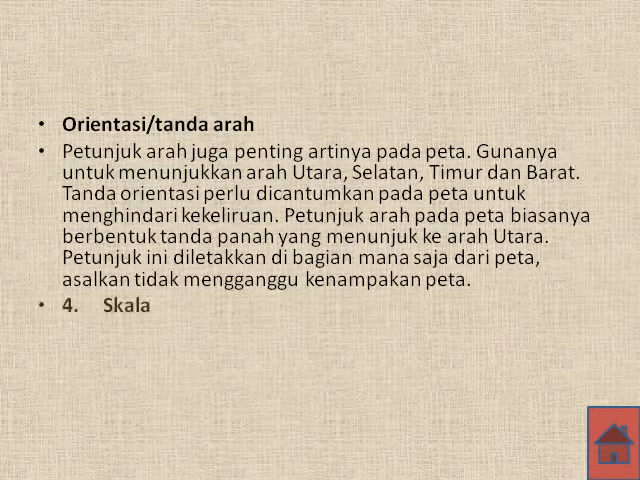 • Orientasi/tanda arah
• Petunjuk arah juga penting artinya pada peta. Gunanya
untuk menunjukkan arah Utara, Selatan, Timur dan Barat.
Tanda orientasi perlu dicantumkan pada peta untuk
menghindari kekeliruan. Petunjuk arah pada peta biasanya
berbentuk tanda panah yang menunjuk ke arah Utara.
Petunjuk ini diletakkan di bagian mana saja dari peta,
asalkan tidak mengganggu kenampakan peta.
• 4. Skala